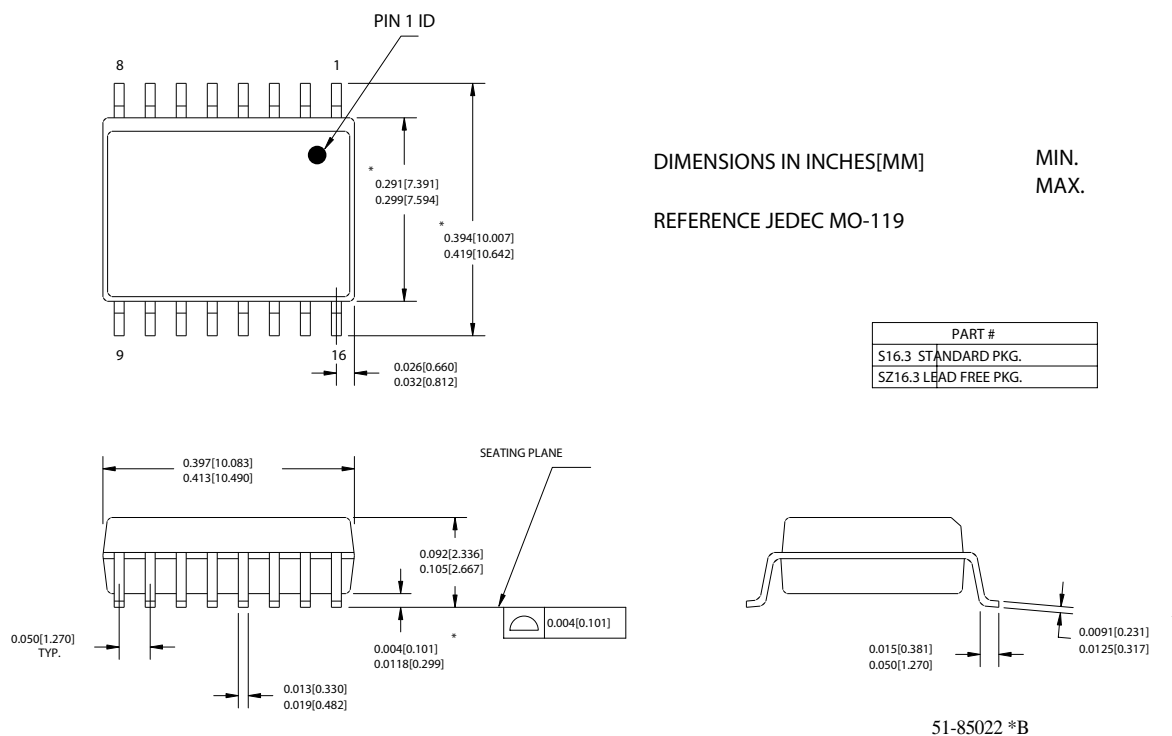 PIN 1 ID
8
1
*
0.291[7.391]
0.299[7.594]
*
0.394[10.007]
0.419[10.642]
DIMENSIONS IN INCHES[MM]
MIN.
MAX.
REFERENCE JEDEC MO-119
PART #
S16.3 STANDARD PKG.
SZ16.3 LEAD FREE PKG.
9
16
0.026[0.660]
0.032[0.812]
0.397[10.083]
0.413[10.490]
SEATING PLANE
0.092[2.336]
0.105[2.667]
0.004[0.101]
0.050[1.270]
TYP.
*
0.004[0.101]
0.0118[0.299]
0.013[0.330]
0.019[0.482]
0.015[0.381]
0.050[1.270]
0.0091[0.231]
0.0125[0.317]
51-85022 *B